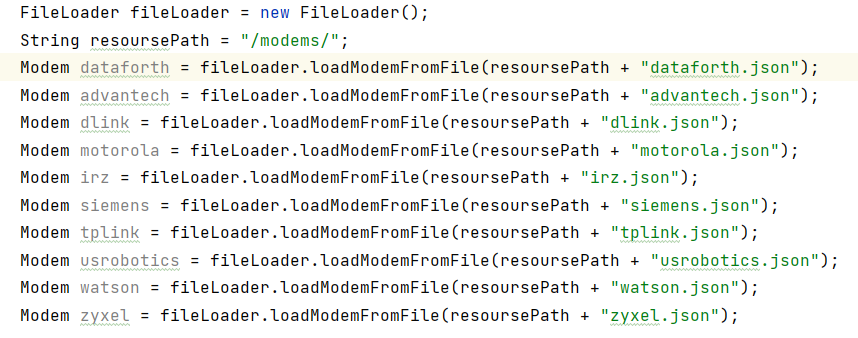 FileLoader fileLoader = new FileLoader();
String resoursePath = "/modems/";
Modem dataforth = fileLoader.loadModemFromFile(resoursePath + "dataforth.json");
Modem advantech = fileLoader.loadModemFromFile(resoursePath + "advantech.json");
Modem dlink = fileLoader.loadModemFromFile(resoursePath + "dlink.json");
Modem motorola = fileLoader.loadModemFromFile(resoursePath + "motorola.json");
Modem irz = fileLoader.loadModemFromFile(resoursePath + "irz.json");
Modem siemens = fileLoader.loadModemFromFile(resoursePath + "siemens.json");
Modem tplink = fileLoader.loadModemFromFile(resoursePath + "tplink.json");
Modem usrobotics = fileLoader.loadModemFromFile(resoursePath + "usrobotics.json");
Modem watson = fileLoader.loadModemFromFile(resoursePath + "watson.json");
Modem zyxel = fileLoader.loadModemFromFile(resoursePath + "zyxel.json");